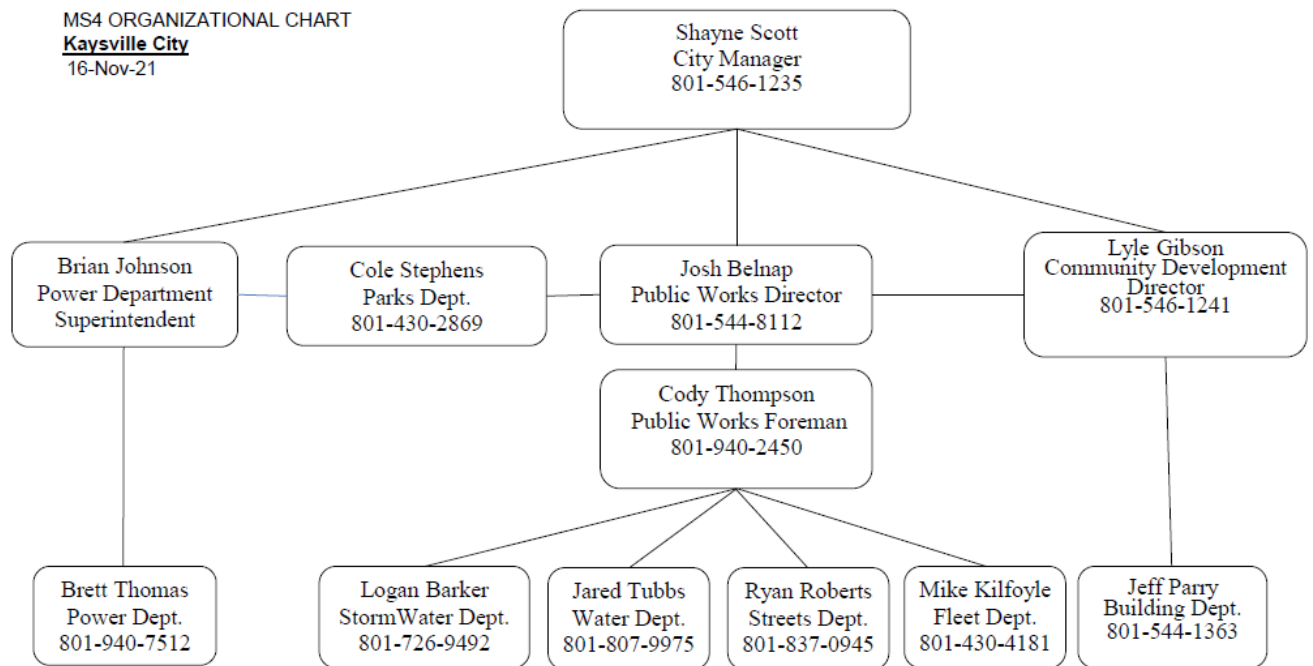 MS4 ORGANIZATIONAL CHART
Kaysville City
16-Nov-21
Shayne Scott
City Manager
801-546-1235
Brian Johnson
Power Department
Superintendent
Cole Stephens
Parks Dept.
801-430-2869
Josh Belnap
Public Works Director
801-544-8112
Lyle Gibson
Community Development
Director
801-546-1241
Cody Thompson
Public Works Foreman
801-940-2450
Brett Thomas
Power Dept.
801-940-7512
Logan Barker
StormWater Dept.
801-726-9492
Jared Tubbs
Water Dept.
801-807-9975
Ryan Roberts
Streets Dept.
801-837-0945
Mike Kilfoyle
Fleet Dept.
801-430-4181
Jeff Parry
Building Dept.
801-544-1363